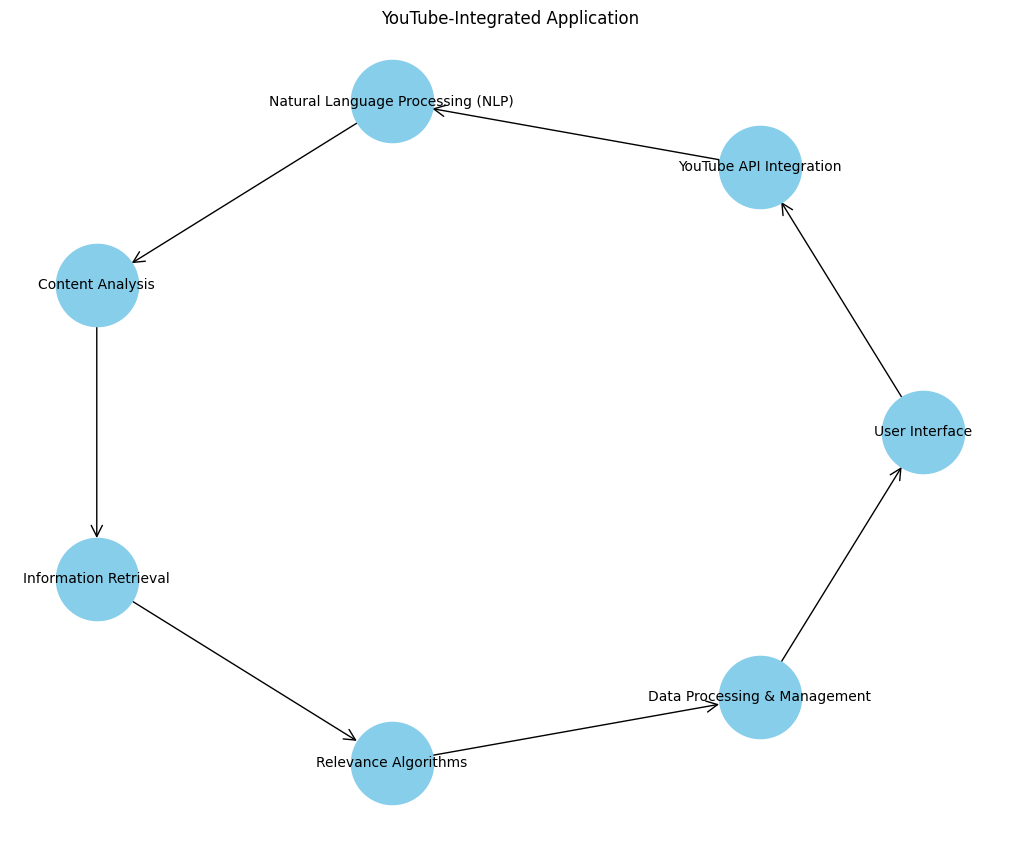 YouTube-Integrated Application
Natural Language Processing (NLP)
YouTube API Integration
Content Analysis
User Interface
Information Retrieval
Data Processing & Management
Relevance Algorithms